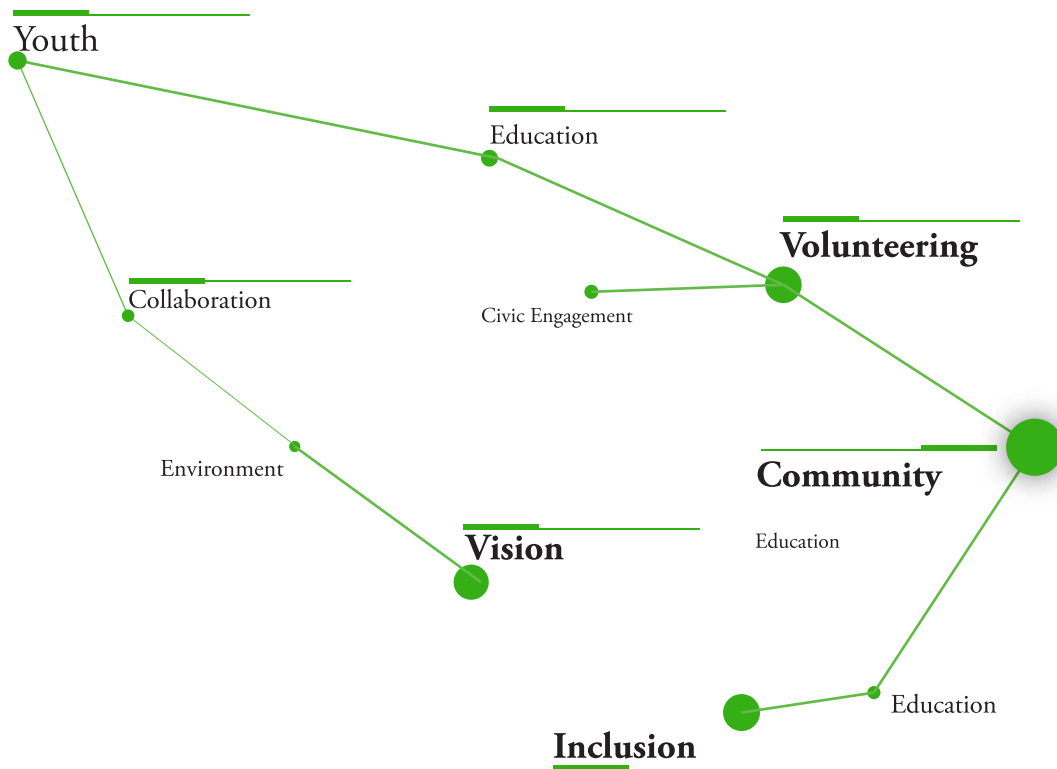 Youth
Education
Volunteering
Collaboration
Civic Engagement
Environment
Community
Vision
Education
Education
Inclusion